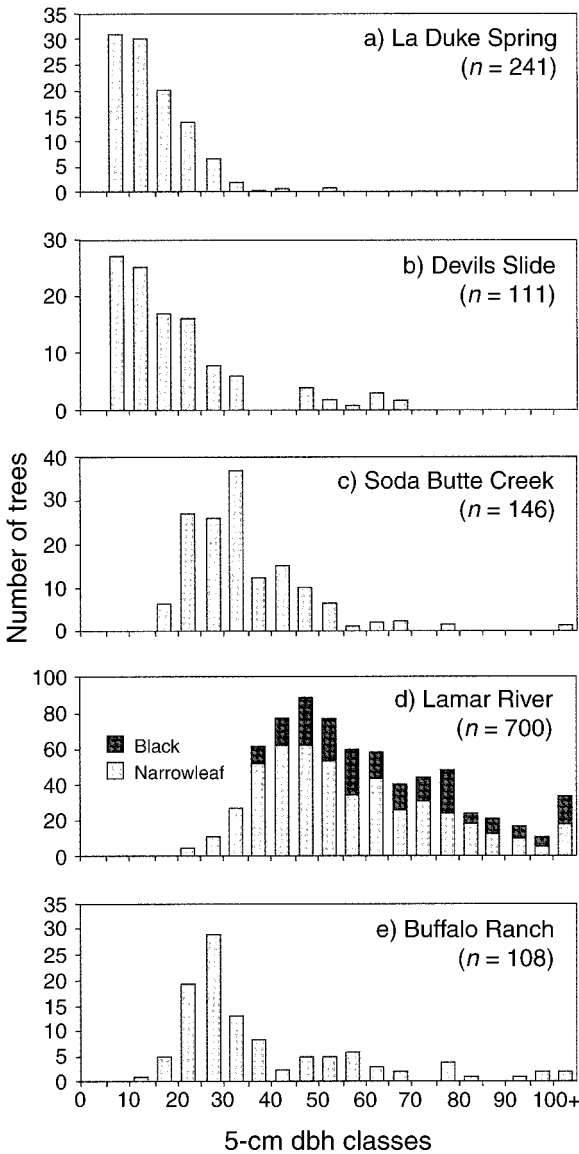 Number of trees
a) La Duke Spring
(n = 241)
35
30
25
20
15
10
5
0
b) Devils Slide
(n = 111)
30
20
10
0
c) Soda Butte Creek
(n = 146)
40
30
20
10
0
d) Lamar River
(n = 700)
Black
Narrowleaf
100
80
60
40
20
0
e) Buffalo Ranch
(n = 108)
35
30
25
20
15
10
5
0
0 10 20 30 40 50 60 70 80 90 100+
5-cm dbh classes